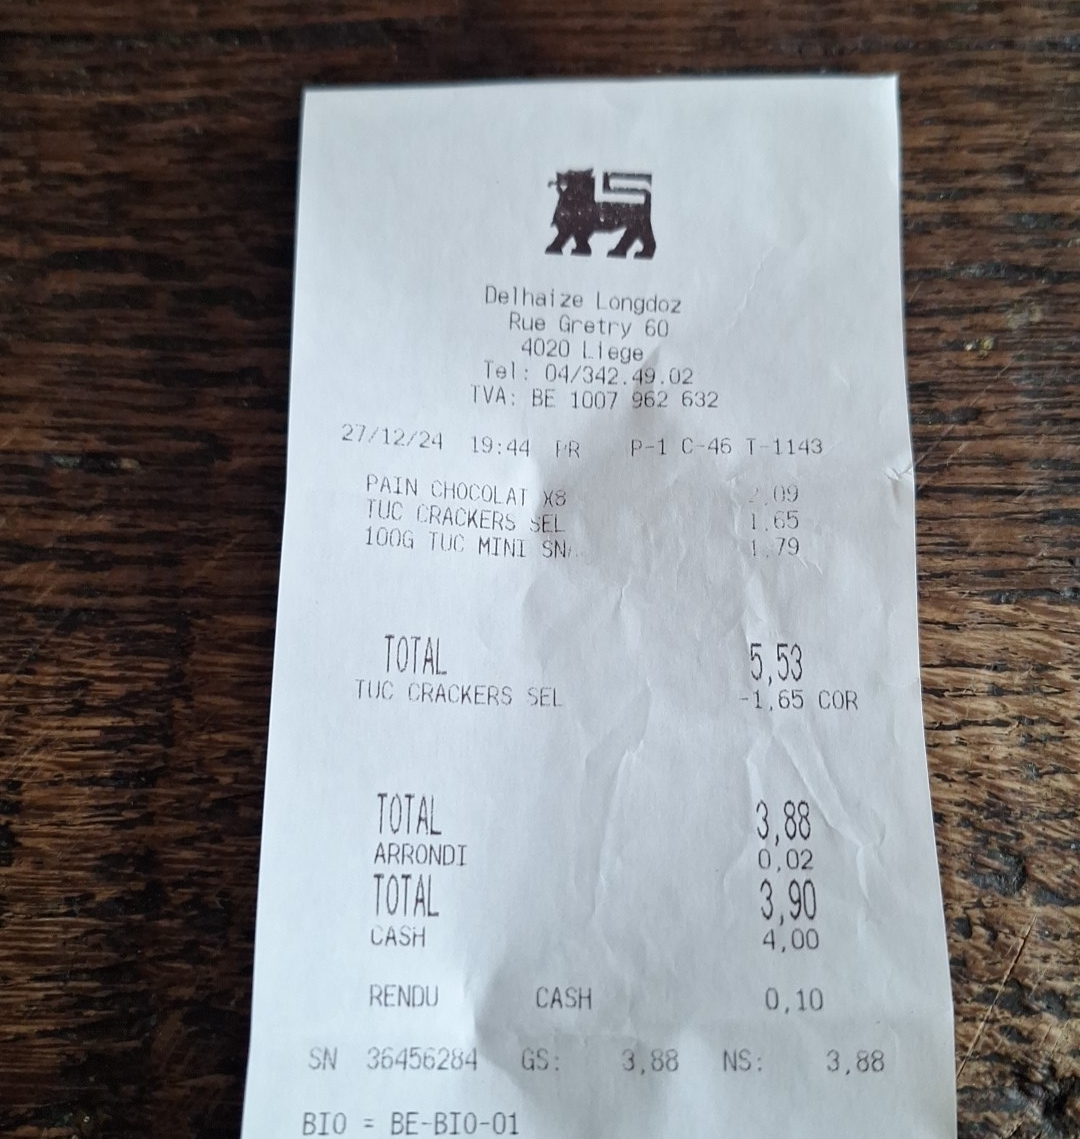 Delhaize Longdoz
Rue Gretry 60
4020 Liege
Tel: 04/342.49.02
TVA: BE 1007 962 632
27/12/24 19:44 PR P-1 C-46 T-1143
PAIN CHOCOLAT X8 2,09
TUC CRACKERS SEL 1,65
100G TUC MINI 1,79
TOTAL 5,53
TUC CRACKERS SEL -1,65 COR
TOTAL 3,88
ARRONDI 0,02
TOTAL 3,90
CASH 4,00
RENDU CASH 0,10
SN 36456284 GS: 3,88 NS: 3,88
BIO = BE-BIO-01